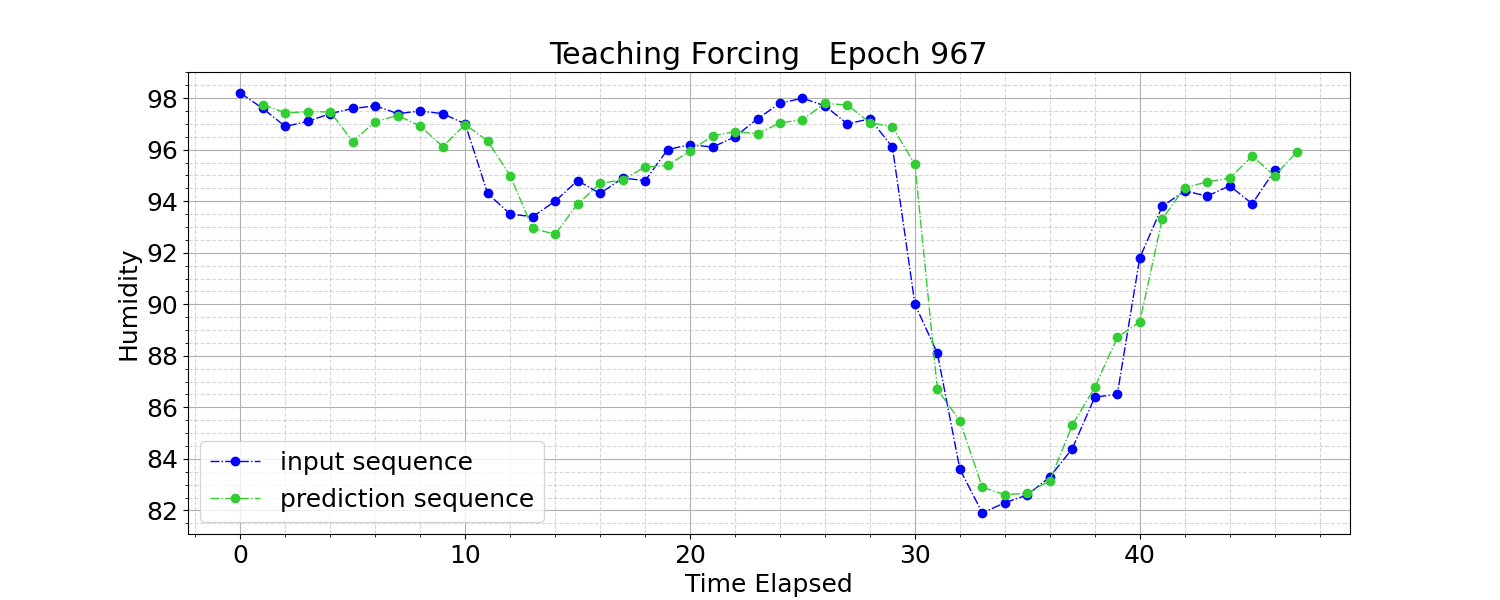 Teaching Forcing   Epoch 967
Humidity
98
96
94
92
90
88
86
84
82
input sequence
prediction sequence
0 10 20 30 40
Time Elapsed